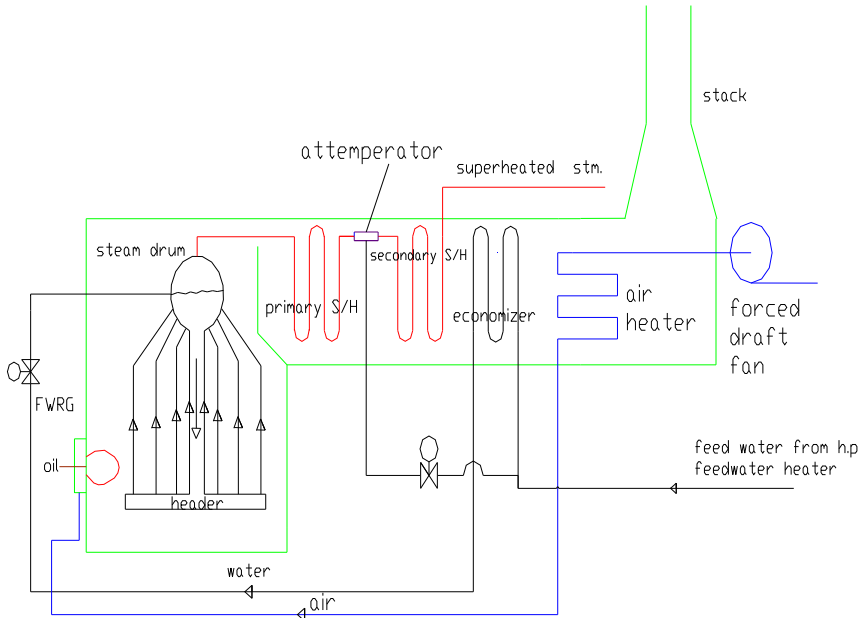 stack
attemperator
superheated stm.
steam drum
secondary S/H
primary S/H
economizer
air
heater
forced
draft
fan
FWRG
oil
header
feed water from h.p
feedwater heater
water
air